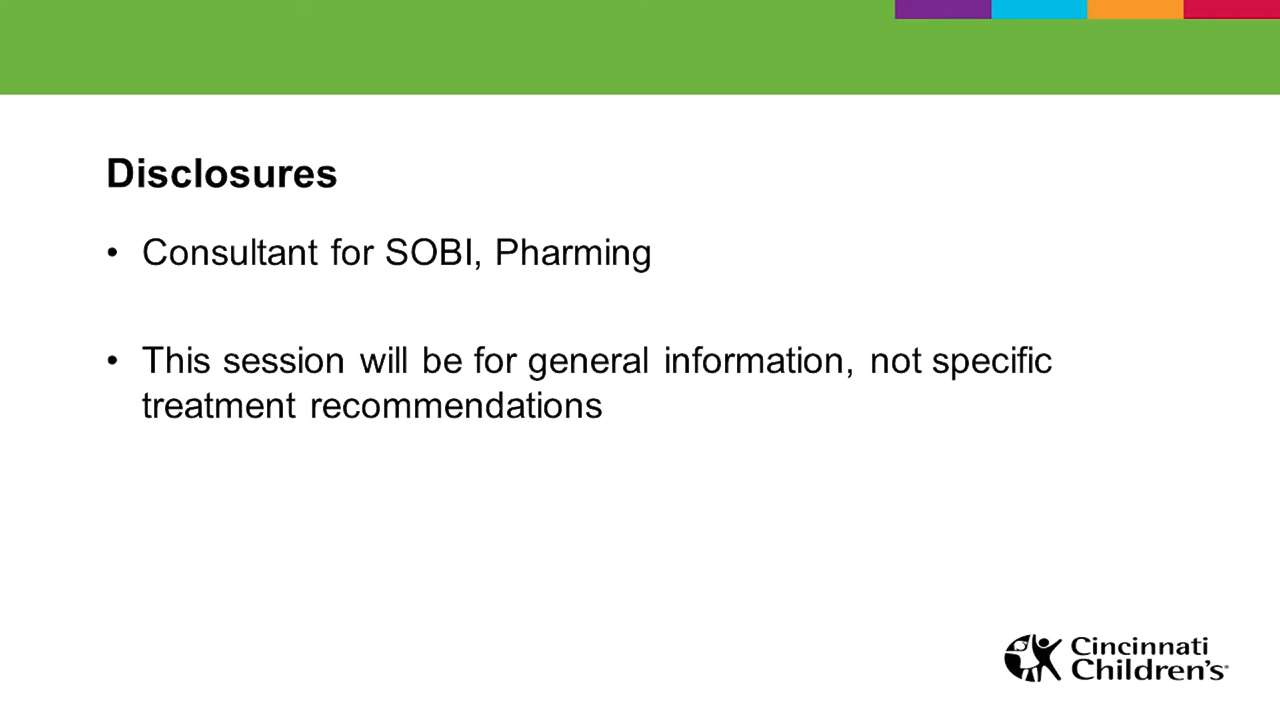 Disclosures
• Consultant for SOBI, Pharming
• This session will be for general information, not specific
treatment recommendations
Cincinnati
Children's